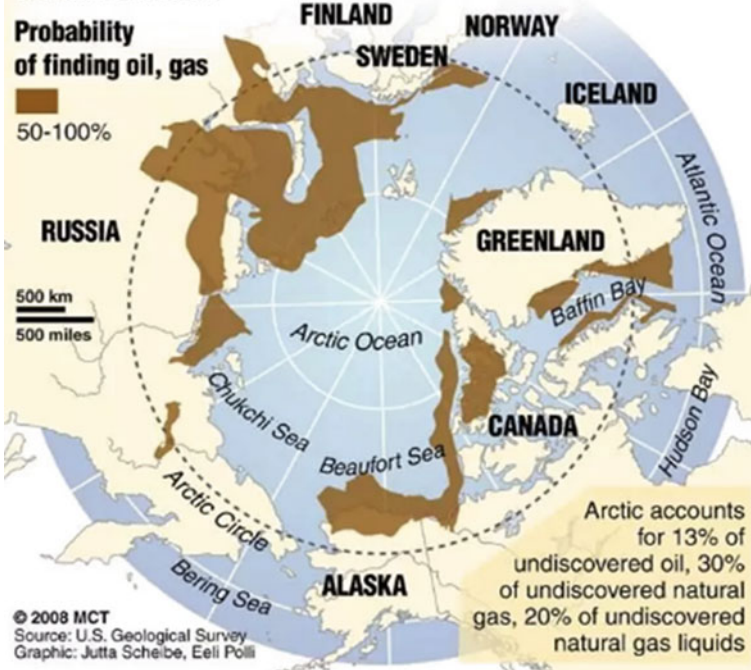 Probability
of finding oil, gas
50-100%
FINLAND
NORWAY
SWEDEN
ICELAND
Atlantic Ocean
RUSSIA
GREENLAND
500 km
500 miles
Baffin Bay
Arctic Ocean
Chukchi Sea
CANADA
Hudson Bay
Beaufort Sea
Arctic Circle
Bering Sea
ALASKA
Arctic accounts
for 13% of
undiscovered oil, 30%
of undiscovered natural
gas, 20% of undiscovered
natural gas liquids
© 2008 MCT
Source: U.S. Geological Survey
Graphic: Jutta Scheibe, Eeli Polli